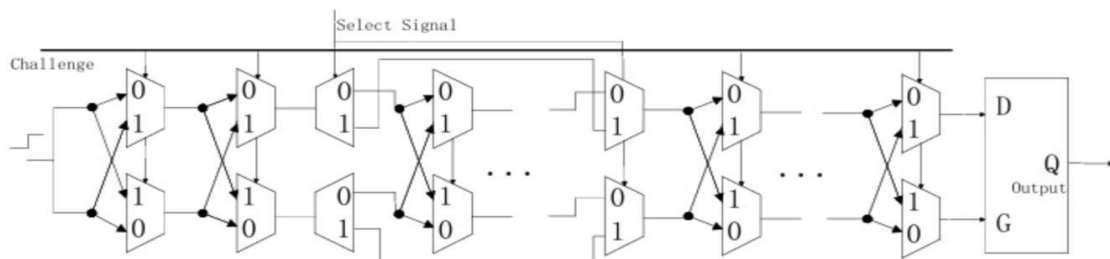 Select Signal
Challenge
0 0 0 0 0 0 0
1 1 1 1 1 1 1
D
Q
Output
1 1 0 1 0 1 1
0 0 1 0 1 0 0
G
... ...